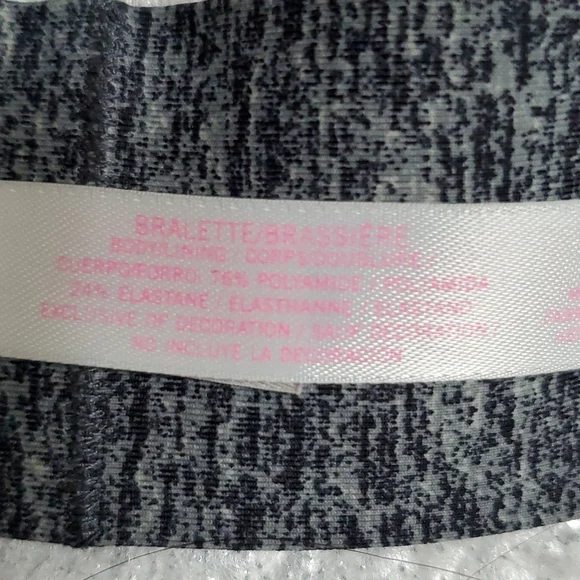 BRALETTE/BRASSIERE
BODY/LINING / CORPS/DOUBLURE /
CUERPO/FORRO: 76% POLYAMIDE / POLYAMIDA
24% ELASTANE / ÉLASTHANNE / ELASTANO
EXCLUSIVE OF DECORATION / SAUF DÉCORATION
NO INCLUYE LA DECORACIÓN